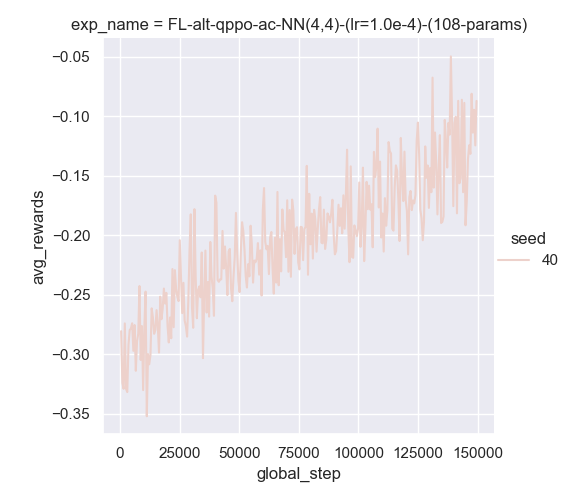 exp_name = FL-alt-qppo-ac-NN(4,4)-(lr=1.0e-4)-(108-params)
−0.05
−0.10
−0.15
−0.20
−0.25
−0.30
−0.35
avg_rewards
0 25000 50000 75000 100000 125000 150000
global_step
seed
40